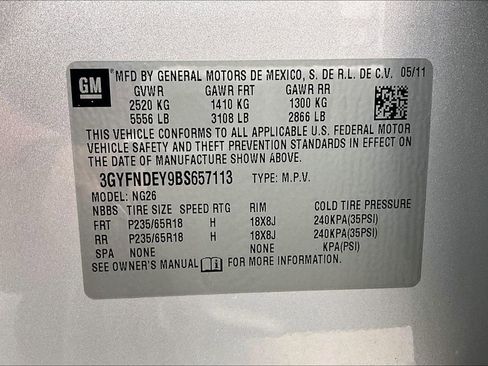 GM MFD BY GENERAL MOTORS DE MEXICO, S. DE R.L. DE C.V. 05/11
GVWR GAWR FRT GAWR RR
2520 KG 1410 KG 1300 KG
5556 LB 3108 LB 2866 LB
THIS VEHICLE CONFORMS TO ALL APPLICABLE U.S. FEDERAL MOTOR
VEHICLE SAFETY AND THEFT PREVENTION STANDARDS IN EFFECT ON
THE DATE OF MANUFACTURE SHOWN ABOVE.
3GYFNDEY9BS657113 TYPE: M.P.V.
MODEL: NG26
NBBS TIRE SIZE SPEED RTG RIM COLD TIRE PRESSURE
FRT P235/65R18 H 18X8J 240KPA(35PSI)
RR P235/65R18 H 18X8J 240KPA(35PSI)
SPA NONE NONE KPA(PSI)
SEE OWNER'S MANUAL FOR MORE INFORMATION.